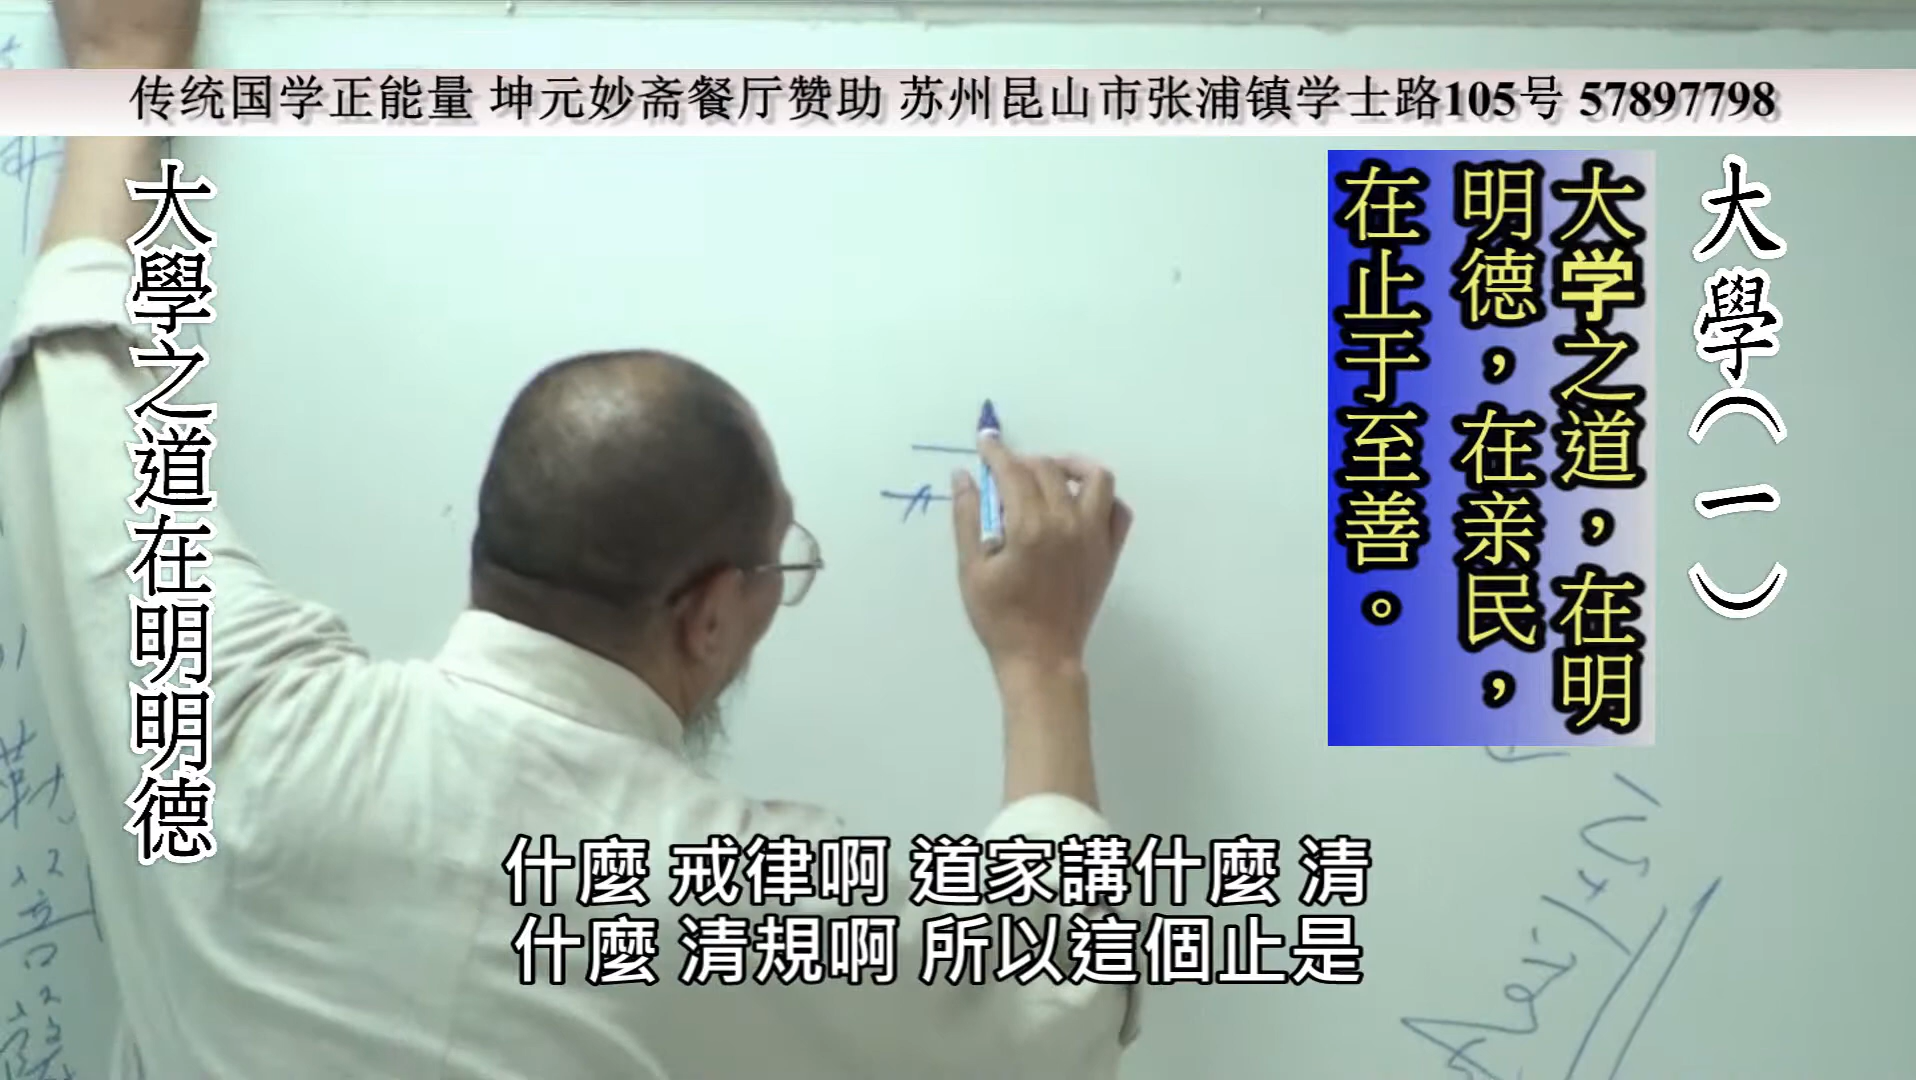 传统国学正能量 坤元妙斋餐厅赞助 苏州昆山市张浦镇学士路105号 57897798
大學（一）
大学之道，在明
明德，在亲民，
在止于至善。
大學之道在明明德
什麼 戒律啊 道家講什麼 清
什麼 清規啊 所以這個止是